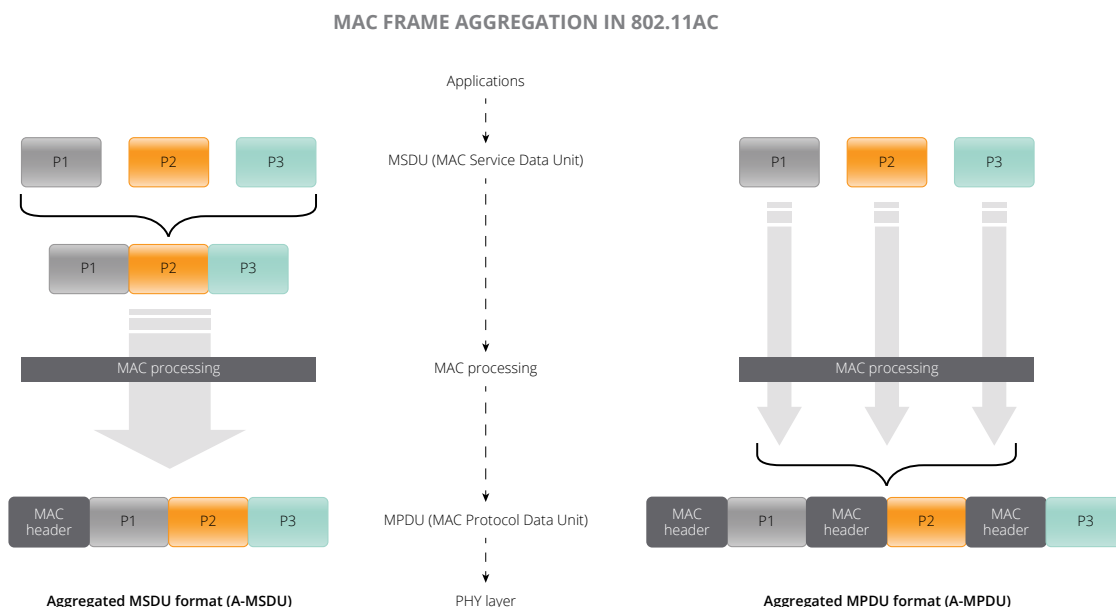 MAC FRAME AGGREGATION IN 802.11AC
Applications
P1 P2 P3
MSDU (MAC Service Data Unit)
P1 P2 P3
P1 P2 P3
MAC processing
MAC processing
MAC processing
MAC
header
P1 P2 P3
MPDU (MAC Protocol Data Unit)
MAC
header
P1
MAC
header
P2
MAC
header
P3
Aggregated MSDU format (A-MSDU)
PHY layer
Aggregated MPDU format (A-MPDU)